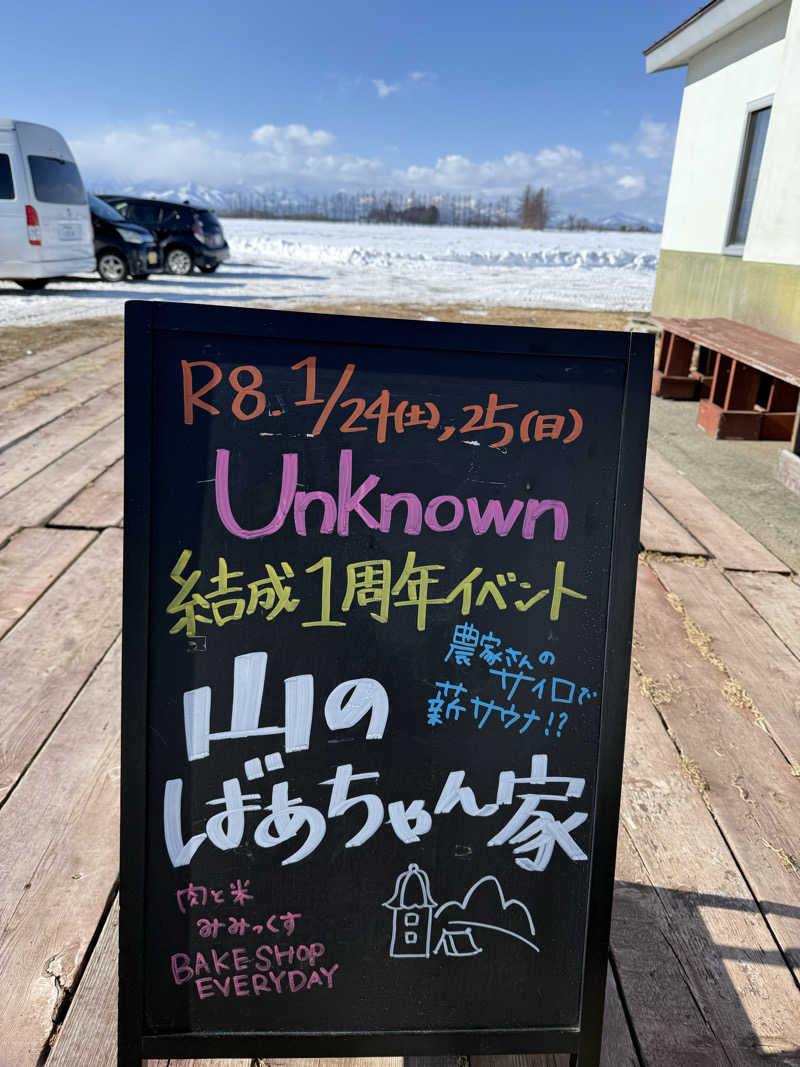 R8.1/24(土),25(日)
Unknown
結成1周年イベント
農家さんの
サイロで
薪サウナ!?
山の
ばあちゃん家
肉と米
みみっくす
BAKE SHOP
EVERYDAY